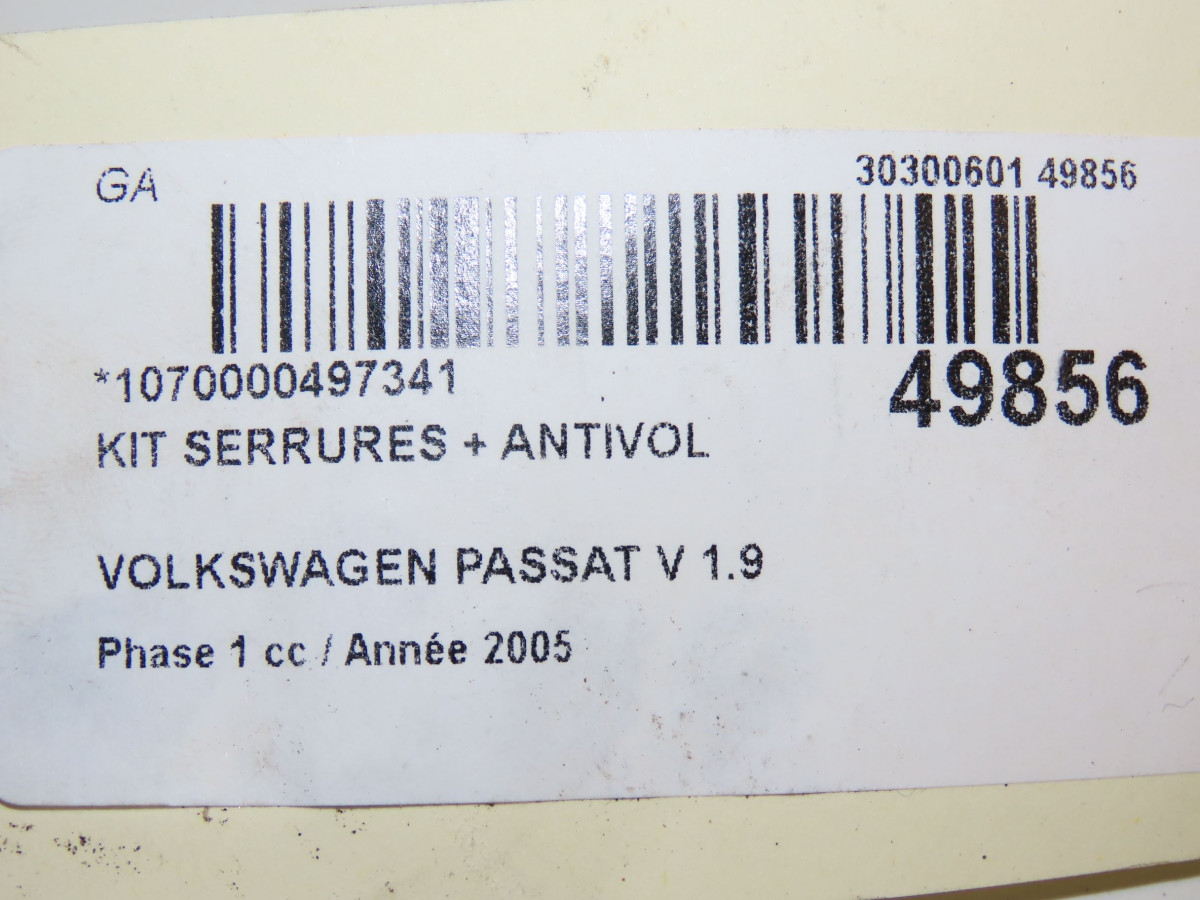 GA
30300601 49856
*1070000497341
49856
KIT SERRURES + ANTIVOL
VOLKSWAGEN PASSAT V 1.9
Phase 1 cc / Année 2005